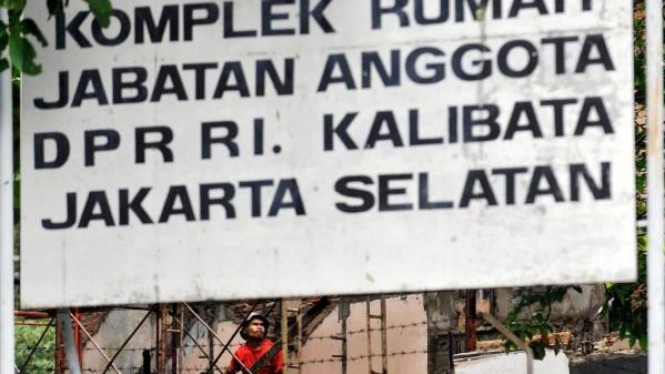 KOMPLEK RUMAH
JABATAN ANGGOTA
DPR RI. KALIBATA
JAKARTA SELATAN